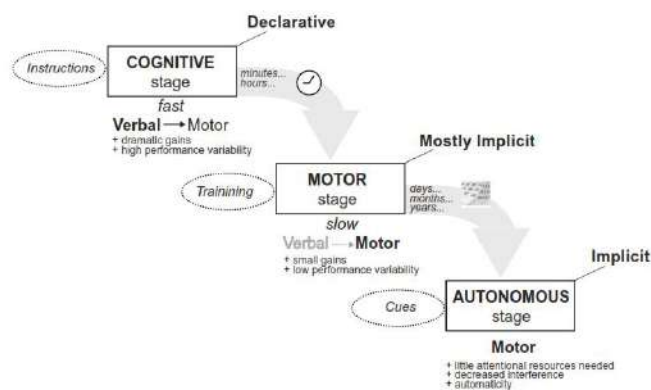 Declarative
Instructions
COGNITIVE
stage
minutes...
hours...
fast
Verbal → Motor
+ dramatic gains
+ high performance variability
Mostly Implicit
Trainining
MOTOR
stage
days...
months...
years...
slow
Verbal → Motor
+ small gains
+ low performance variability
Implicit
Cues
AUTONOMOUS
stage
Motor
+ little attentional resources needed
+ decreased interference
+ automaticity